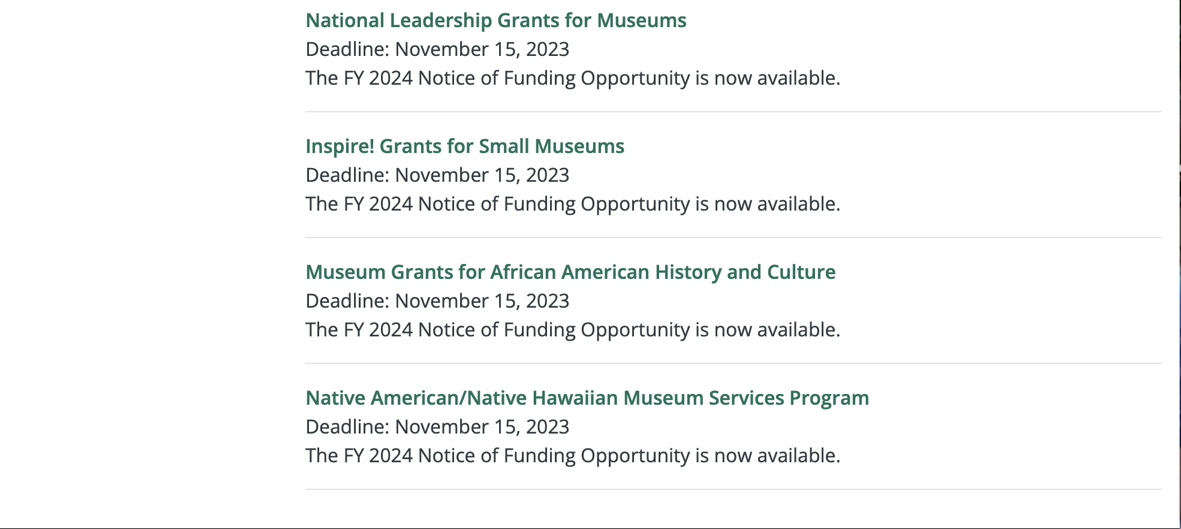 National Leadership Grants for Museums
Deadline: November 15, 2023
The FY 2024 Notice of Funding Opportunity is now available.
Inspire! Grants for Small Museums
Deadline: November 15, 2023
The FY 2024 Notice of Funding Opportunity is now available.
Museum Grants for African American History and Culture
Deadline: November 15, 2023
The FY 2024 Notice of Funding Opportunity is now available.
Native American/Native Hawaiian Museum Services Program
Deadline: November 15, 2023
The FY 2024 Notice of Funding Opportunity is now available.